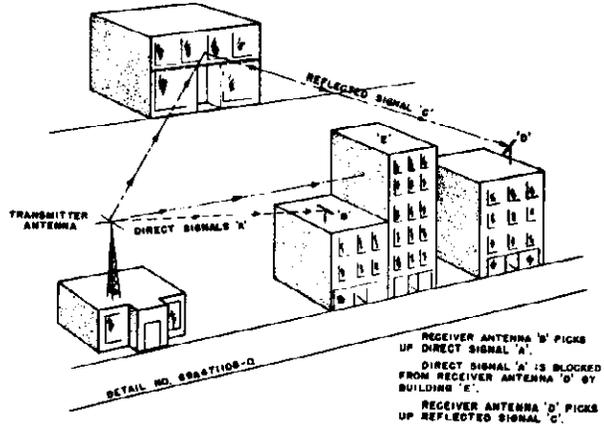 REFLECTED SIGNAL 'C'
'D'
'E'
TRANSMITTER
ANTENNA
DIRECT SIGNALS 'A'
'B'
RECEIVER ANTENNA 'B' PICKS
UP DIRECT SIGNAL 'A'.
DIRECT SIGNAL 'A' IS BLOCKED
FROM RECEIVER ANTENNA 'D' BY
BUILDING 'E'.
RECEIVER ANTENNA 'D' PICKS
UP REFLECTED SIGNAL 'C'.
DETAIL NO.